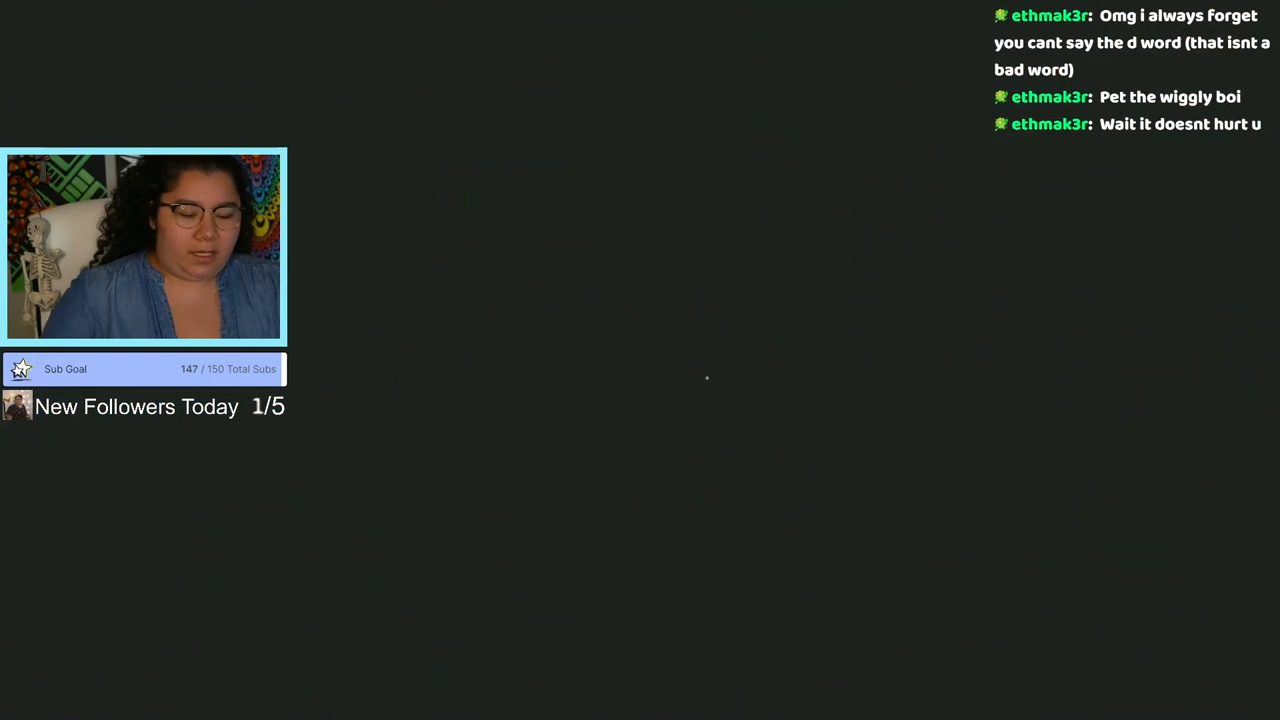 ethmak3r: Omg i always forget
you cant say the d word (that isnt a
bad word)
ethmak3r: Pet the wiggly boi
ethmak3r: Wait it doesnt hurt u
Sub Goal 147 / 150 Total Subs
New Followers Today 1/5